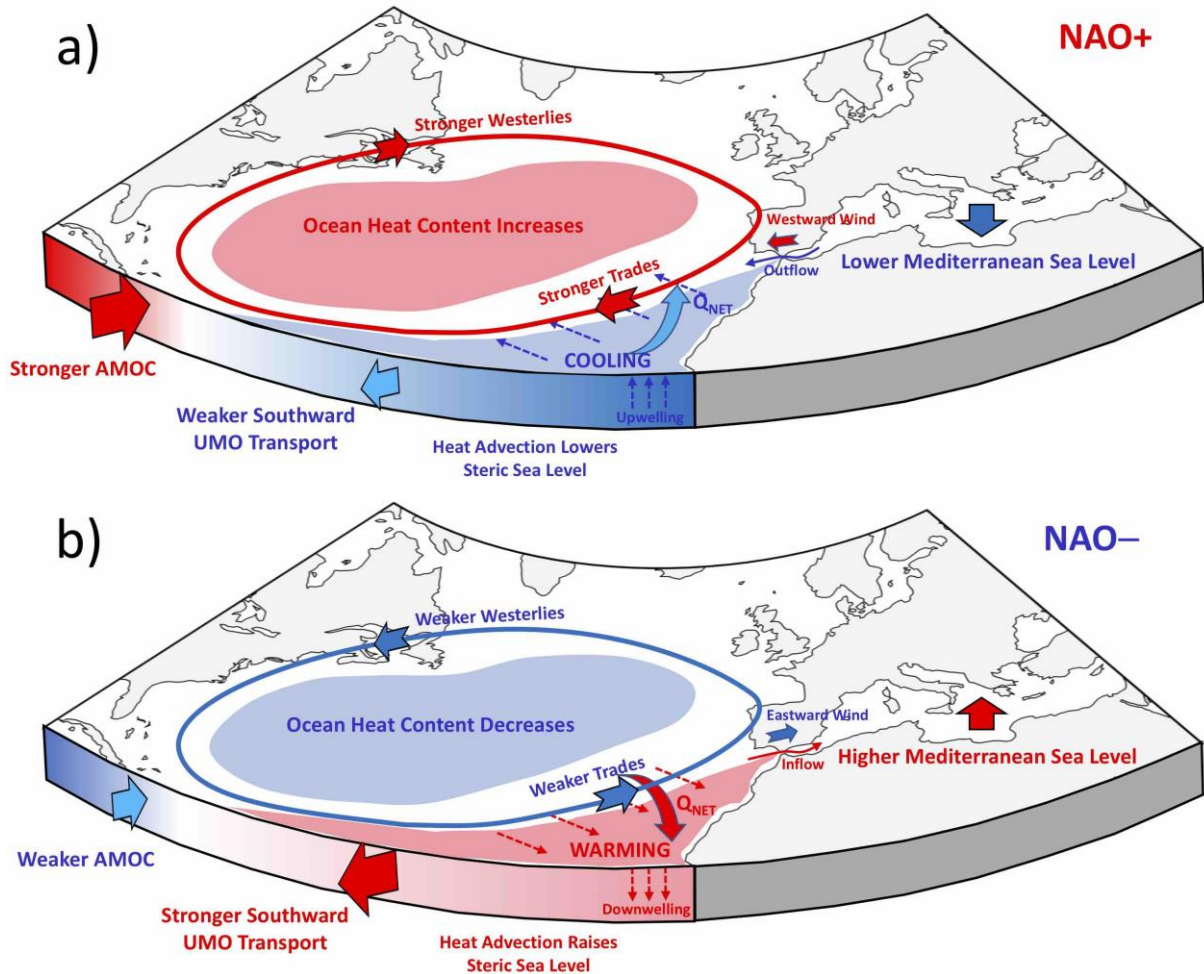 a)
NAO+
Stronger Westerlies
Ocean Heat Content Increases
Westward Wind
Outflow
Lower Mediterranean Sea Level
Stronger Trades
QNET
COOLING
Upwelling
Stronger AMOC
Weaker Southward
UMO Transport
Heat Advection Lowers
Steric Sea Level
b)
NAO−
Weaker Westerlies
Ocean Heat Content Decreases
Eastward Wind
Inflow
Higher Mediterranean Sea Level
Weaker Trades
QNET
WARMING
Downwelling
Weaker AMOC
Stronger Southward
UMO Transport
Heat Advection Raises
Steric Sea Level